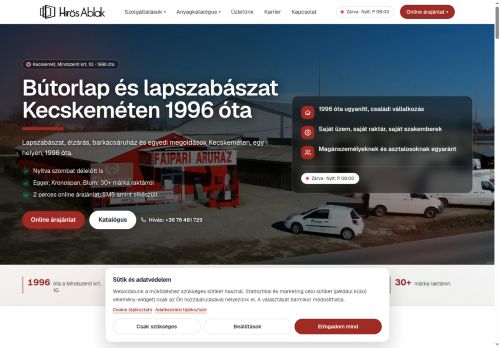 Hírös Ablak
Szolgáltatások
Anyagkatalógus
Üzletünk
Karrier
Kapcsolat
Zárva · Nyit: P 08:00
Online árajánlat
Kecskemét, Mindszenti krt. 10. · 1996 óta
Bútorlap és lapszabászat
Kecskeméten 1996 óta
Lapszabászat, élzárás, barkácsáruház és egyedi megoldások Kecskeméten, egy
helyen, 1996 óta.
Nyitva szombat délelőtt is
Egger, Kronospan, Blum: 30+ márka raktárról
2 perces online árajánlat, SMS amint elkészült
Online árajánlat
Katalógus
Hívás: +36 76 481 729
1996 óta ugyanitt, családi vállalkozás
Saját üzem, saját raktár, saját szakemberek
Magánszemélyeknek és asztalosoknak egyaránt
Zárva · Nyit: P 08:00
FAIPARI ÁRUHÁZ
1996 óta a Mindszenti krt.
10.
30+ márka raktáron
Sütik és adatvédelem
Weboldalunk a működéshez szükséges sütiket használ. Statisztikai és marketing célú sütiket (például külső
vélemény-widget) csak az Ön hozzájárulásával helyezünk el. A választását bármikor módosíthatja.
Cookie tájékoztató · Adatkezelési tájékoztató
Csak szükséges
Beállítások
Elfogadom mind